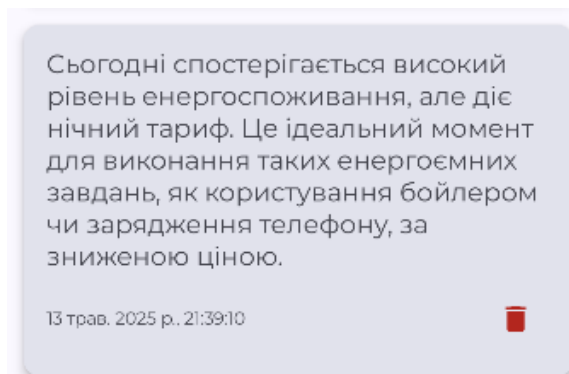 Сьогодні спостерігається високий
рівень енергоспоживання, але діє
нічний тариф. Це ідеальний момент
для виконання таких енергоємних
завдань, як користування бойлером
чи зарядження телефону, за
зниженою ціною.
13 трав. 2025 р., 21:39:10